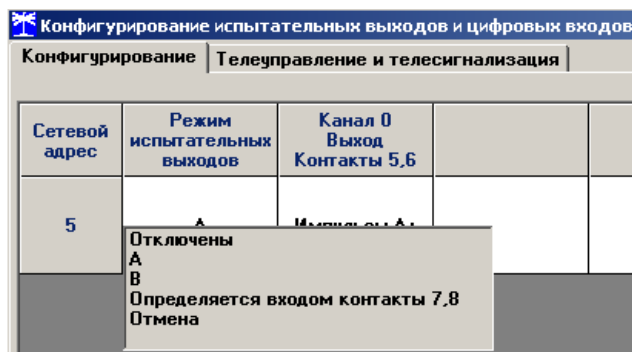 Конфигурирование испытательных выходов и цифровых входов
Конфигурирование Телеуправление и телесигнализация
Сетевой адрес
Режим испытательных выходов
Канал 0 Выход Контакты 5,6
5
Отключены
А
В
Определяется входом контакты 7,8
Отмена